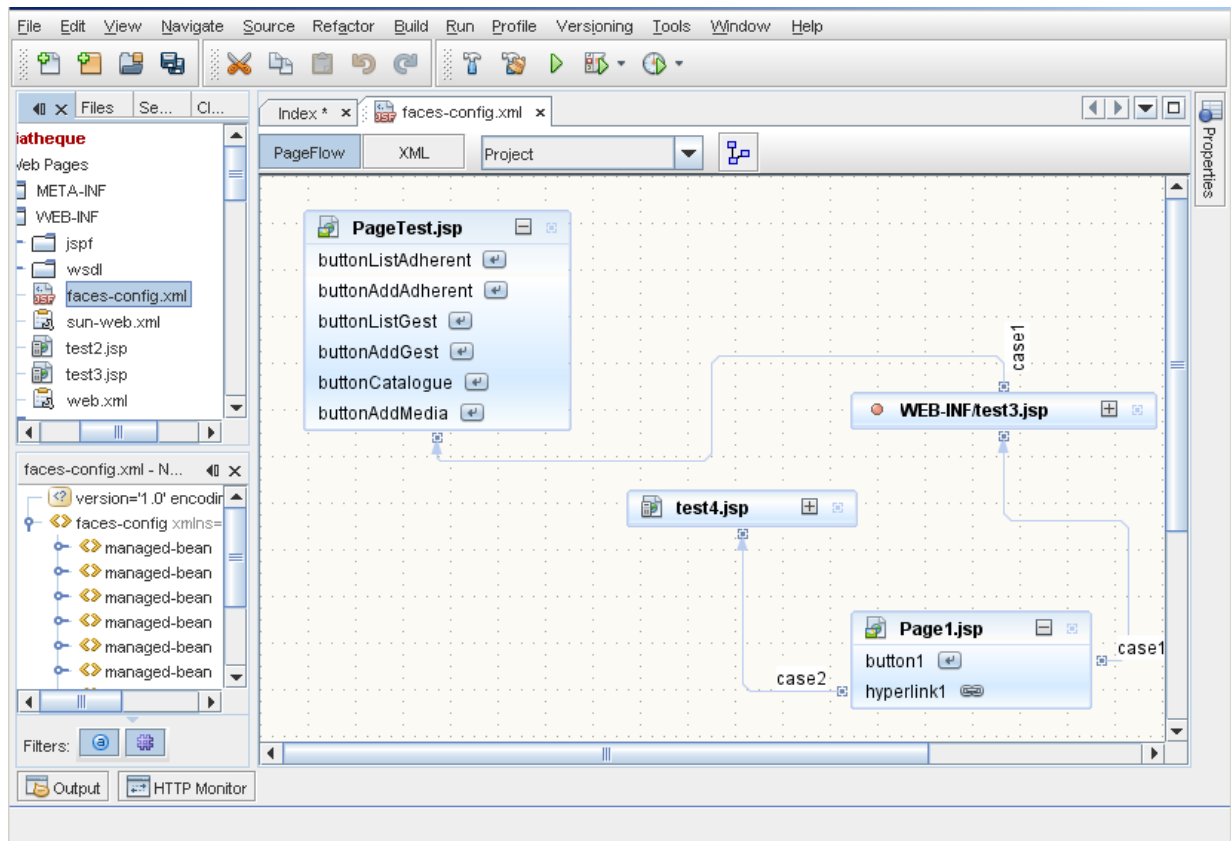 File Edit View Navigate Source Refactor Build Run Profile Versioning Tools Window Help
Files Se... Cl...
iatheque
Veb Pages
META-INF
WEB-INF
jspf
wsdl
faces-config.xml
sun-web.xml
test2.jsp
test3.jsp
web.xml
faces-config.xml - N...
version='1.0' encodin
faces-config xmlns=
managed-bean
managed-bean
managed-bean
managed-bean
managed-bean
managed-bean
Filters:
Index * faces-config.xml
PageFlow XML Project
PageTest.jsp
buttonListAdherent
buttonAddAdherent
buttonListGest
buttonAddGest
buttonCatalogue
buttonAddMedia
case1
WEB-INF/test3.jsp
test4.jsp
Page1.jsp
button1
hyperlink1
case1
case2
Properties
Output HTTP Monitor